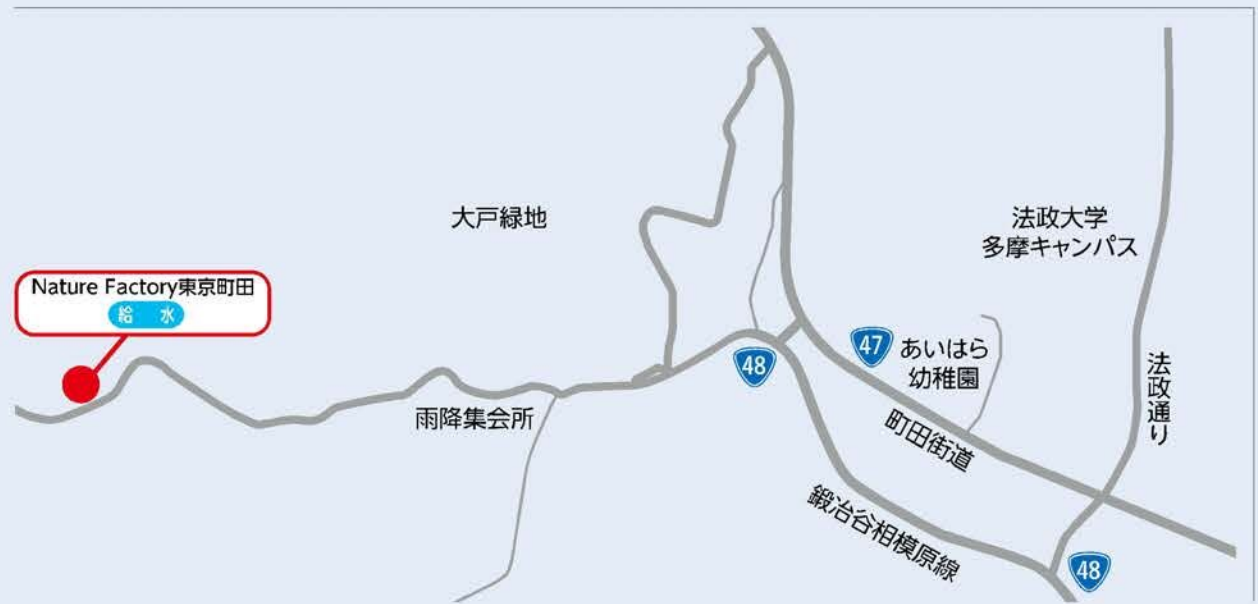 大戸緑地
法政大学
多摩キャンパス
Nature Factory東京町田
給 水
47
あいはら
幼稚園
48
法政通り
雨降集会所
町田街道
鍛冶谷相模原線
48